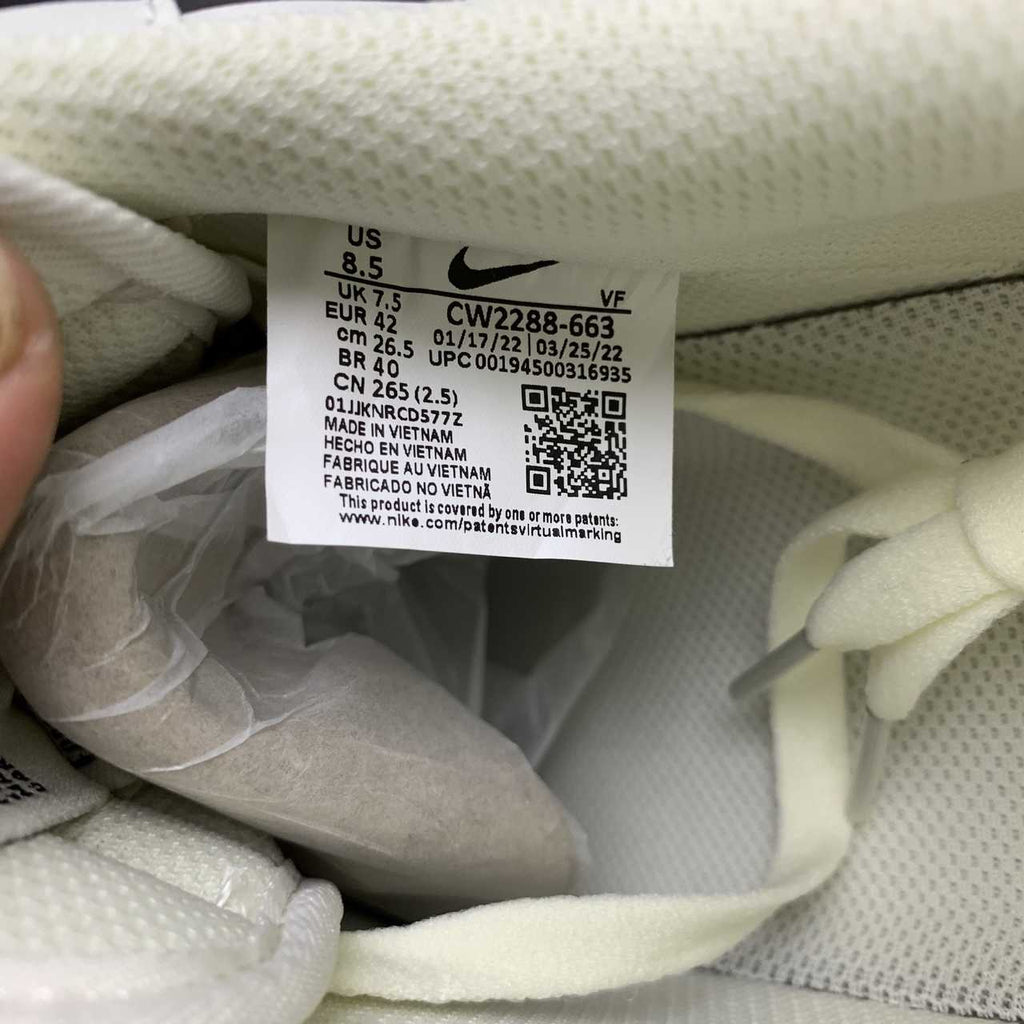 US
8.5
VF
UK 7.5
EUR 42
cm 26.5
BR 40
CN 265 (2.5)
CW2288-663
01/17/22 | 03/25/22
UPC 00194500316935
01JJKNRCD577Z
MADE IN VIETNAM
HECHO EN VIETNAM
FABRIQUE AU VIETNAM
FABRICADO NO VIETNÃ
This product is covered by one or more patents:
www.nike.com/patentsvirtualmarking